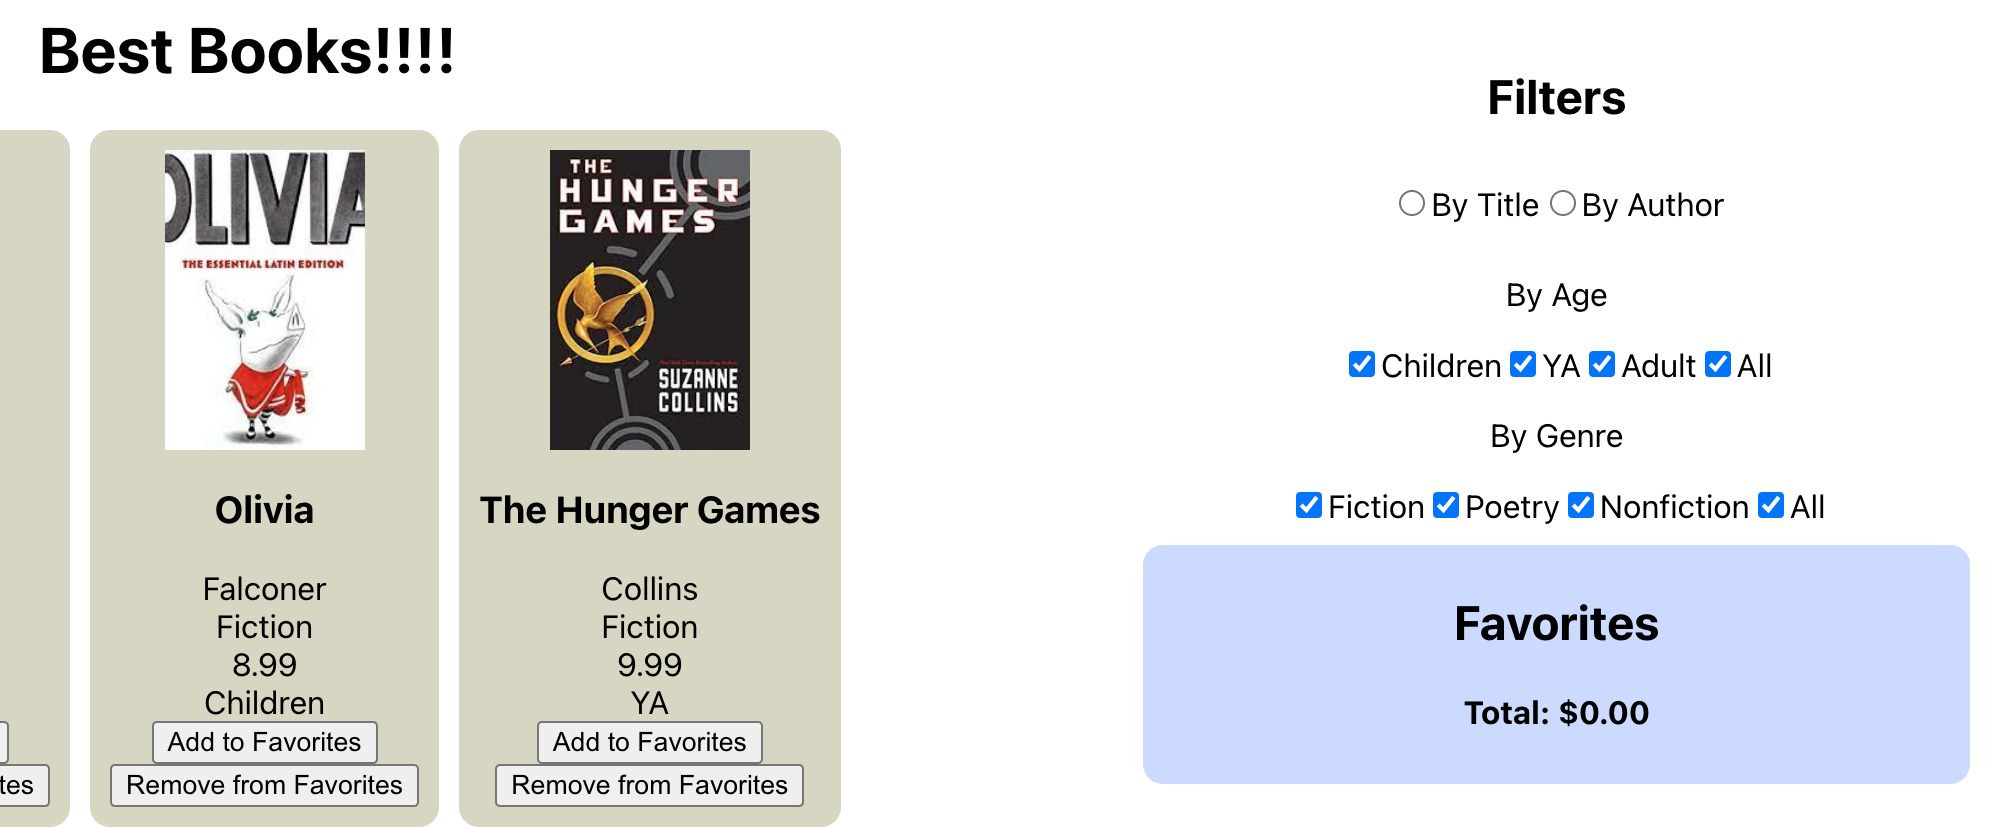 Best Books!!!!
tes
OLIVIA
THE ESSENTIAL LATIN EDITION
Olivia
Falconer
Fiction
8.99
Children
Add to Favorites
Remove from Favorites
THE
HUNGER
GAMES
SUZANNE
COLLINS
The Hunger Games
Collins
Fiction
9.99
YA
Add to Favorites
Remove from Favorites
Filters
By Title By Author
By Age
Children YA Adult All
By Genre
Fiction Poetry Nonfiction All
Favorites
Total: $0.00